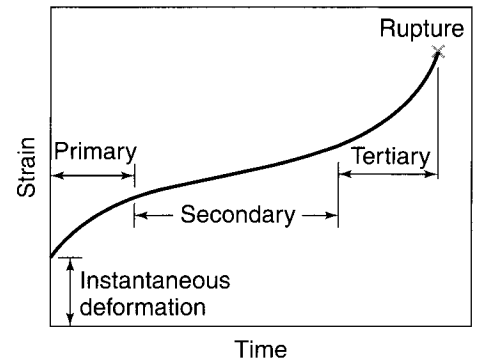 Rupture
Primary
Tertiary
Secondary
Instantaneous
deformation
Strain
Time